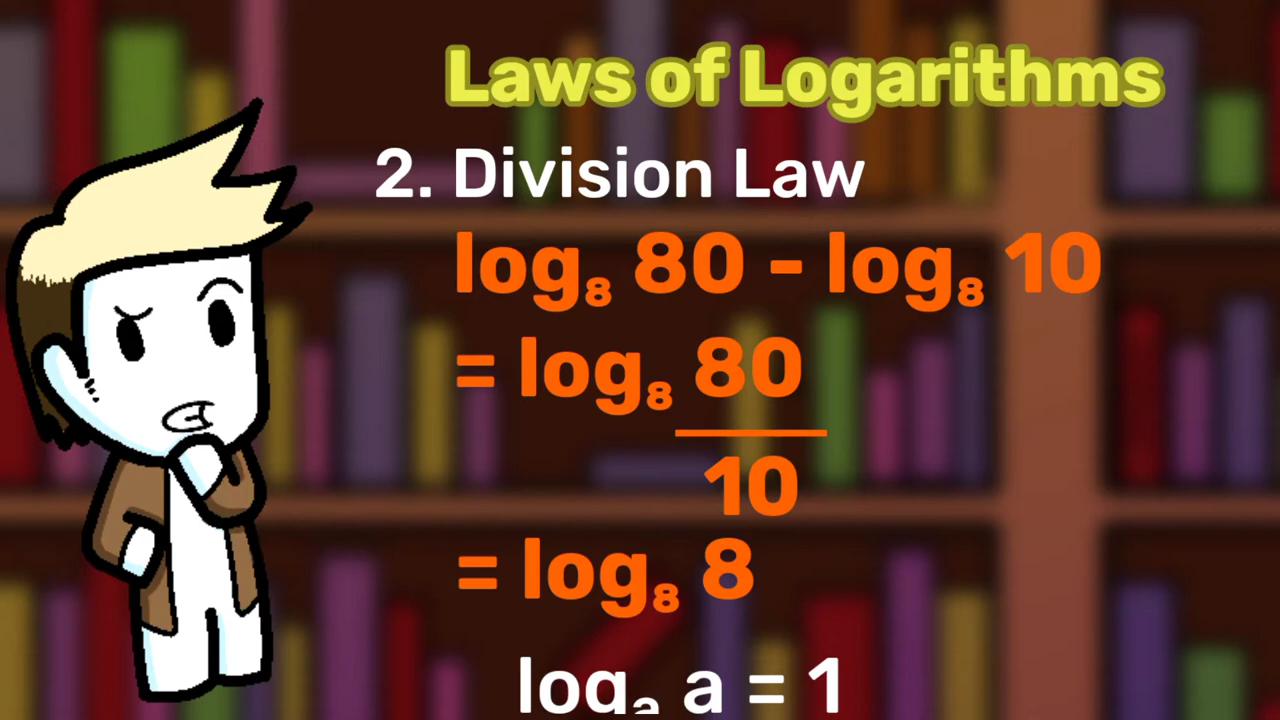 Laws of Logarithms
2. Division Law
log₈ 80 - log₈ 10
= log₈ 80
10
= log₈ 8
logₐ a = 1